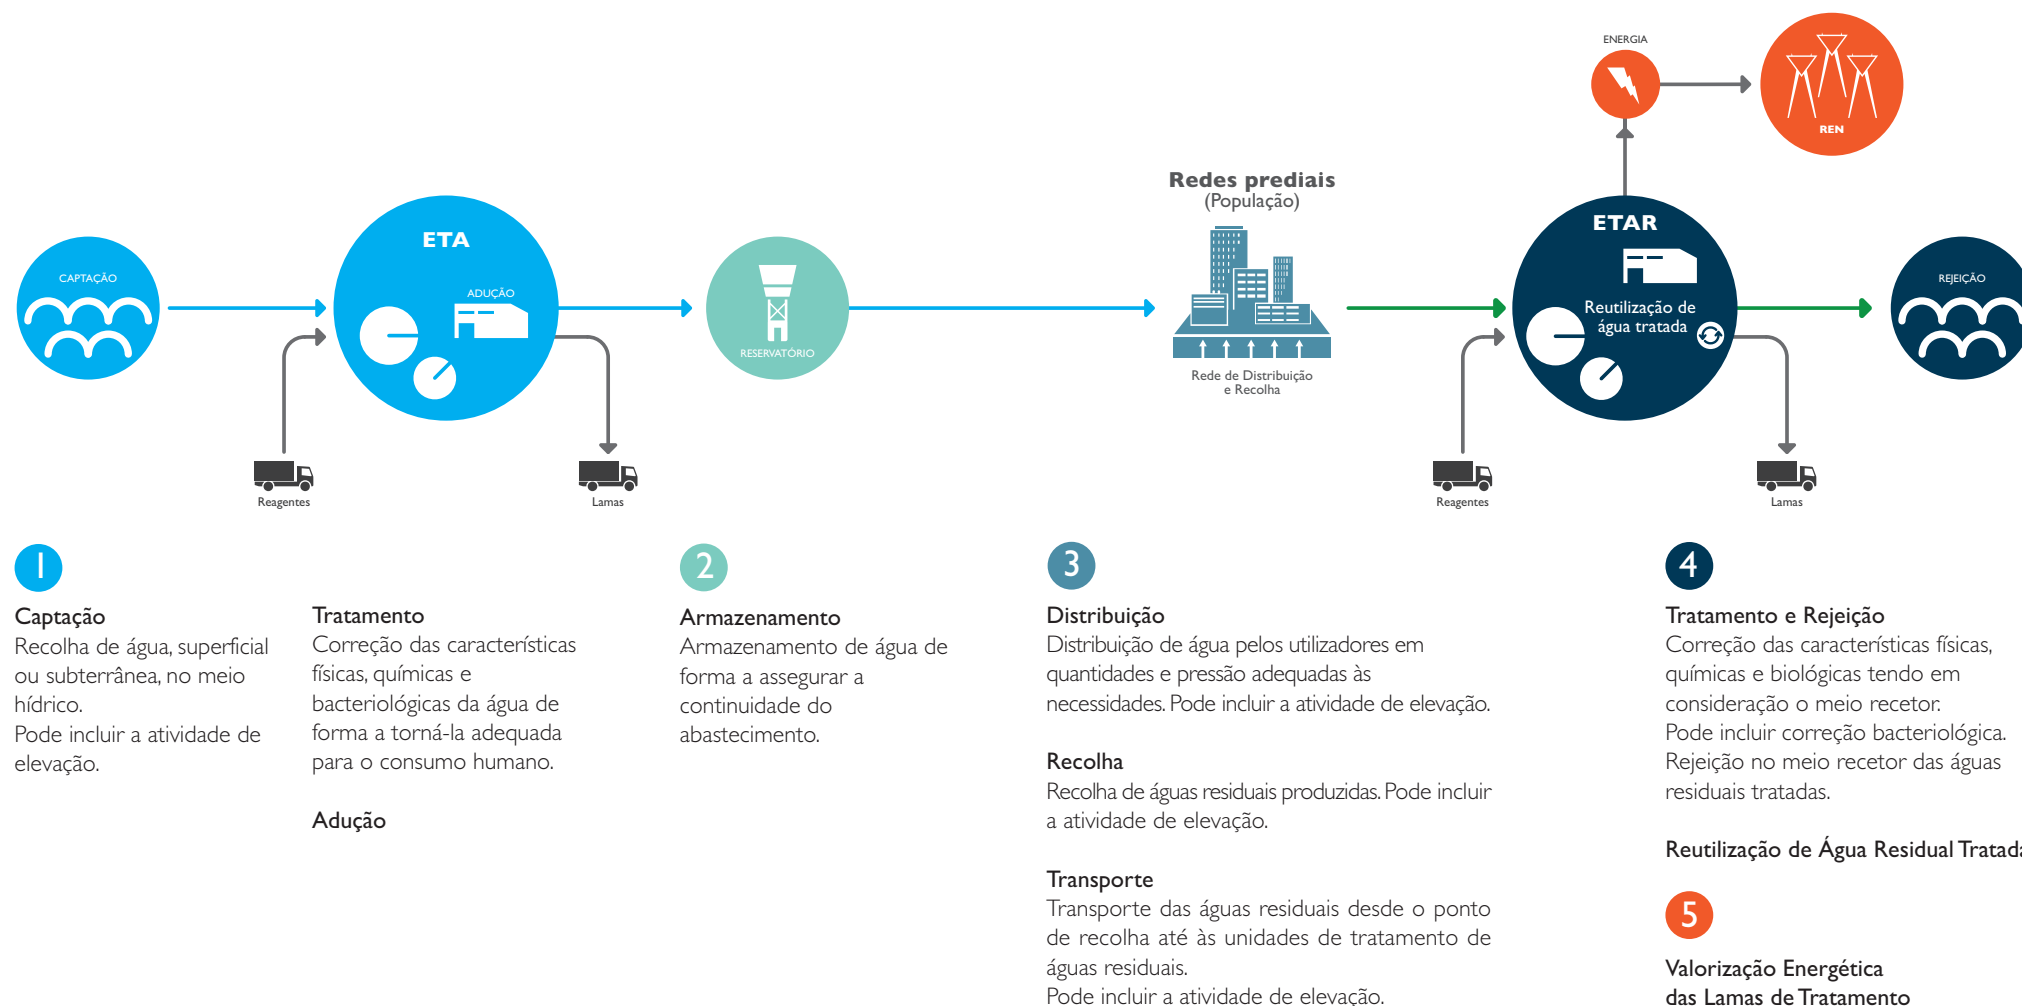 ENERGIA
REN
Redes prediais
(População)
ETA
ETAR
CAPTAÇÃO
ADUÇÃO
RESERVATÓRIO
Reutilização de
água tratada
REJEIÇÃO
Rede de Distribuição
e Recolha
Reagentes
Lamas
Reagentes
Lamas
1
Captação
Recolha de água, superficial
ou subterrânea, no meio
hídrico.
Pode incluir a atividade de
elevação.
Tratamento
Correção das características
físicas, químicas e
bacteriológicas da água de
forma a torná-la adequada
para o consumo humano.
Adução
2
Armazenamento
Armazenamento de água de
forma a assegurar a
continuidade do
abastecimento.
3
Distribuição
Distribuição de água pelos utilizadores em
quantidades e pressão adequadas às
necessidades. Pode incluir a atividade de elevação.
Recolha
Recolha de águas residuais produzidas. Pode incluir
a atividade de elevação.
Transporte
Transporte das águas residuais desde o ponto
de recolha até às unidades de tratamento de
águas residuais.
Pode incluir a atividade de elevação.
4
Tratamento e Rejeição
Correção das características físicas,
químicas e biológicas tendo em
consideração o meio recetor.
Pode incluir correção bacteriológica.
Rejeição no meio recetor das águas
residuais tratadas.
Reutilização de Água Residual Tratada
5
Valorização Energética
das Lamas de Tratamento